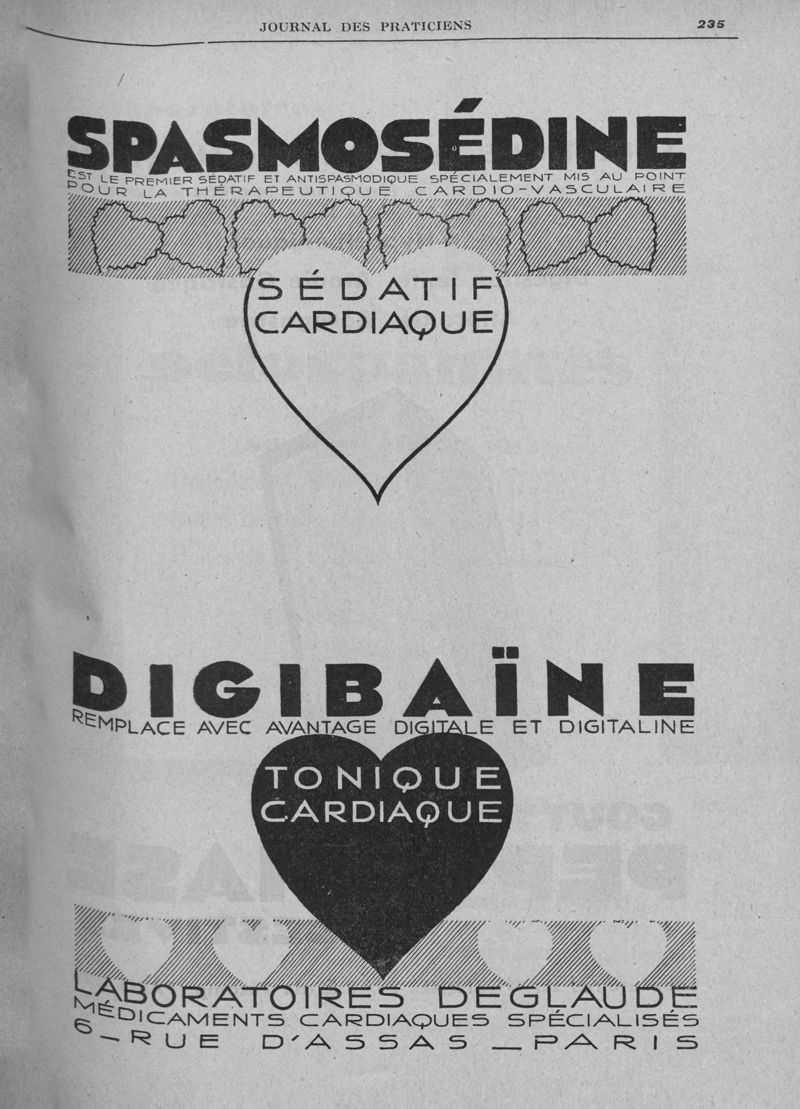 JOURNAL DES PRATICIENS 235
SPASMOSÉDINE
EST LE PREMIER SÉDATIF ET ANTISPASMODIQUE SPÉCIALEMENT MIS AU POINT
POUR LA THÉRAPEUTIQUE CARDIO-VASCULAIRE
SÉDATIF
CARDIAQUE
DIGIBAÏNE
REMPLACE AVEC AVANTAGE DIGITALE ET DIGITALINE
TONIQUE
CARDIAQUE
LABORATOIRES DEGLAUDE
MÉDICAMENTS CARDIAQUES SPÉCIALISÉS
6-RUE D'ASSAS - PARIS